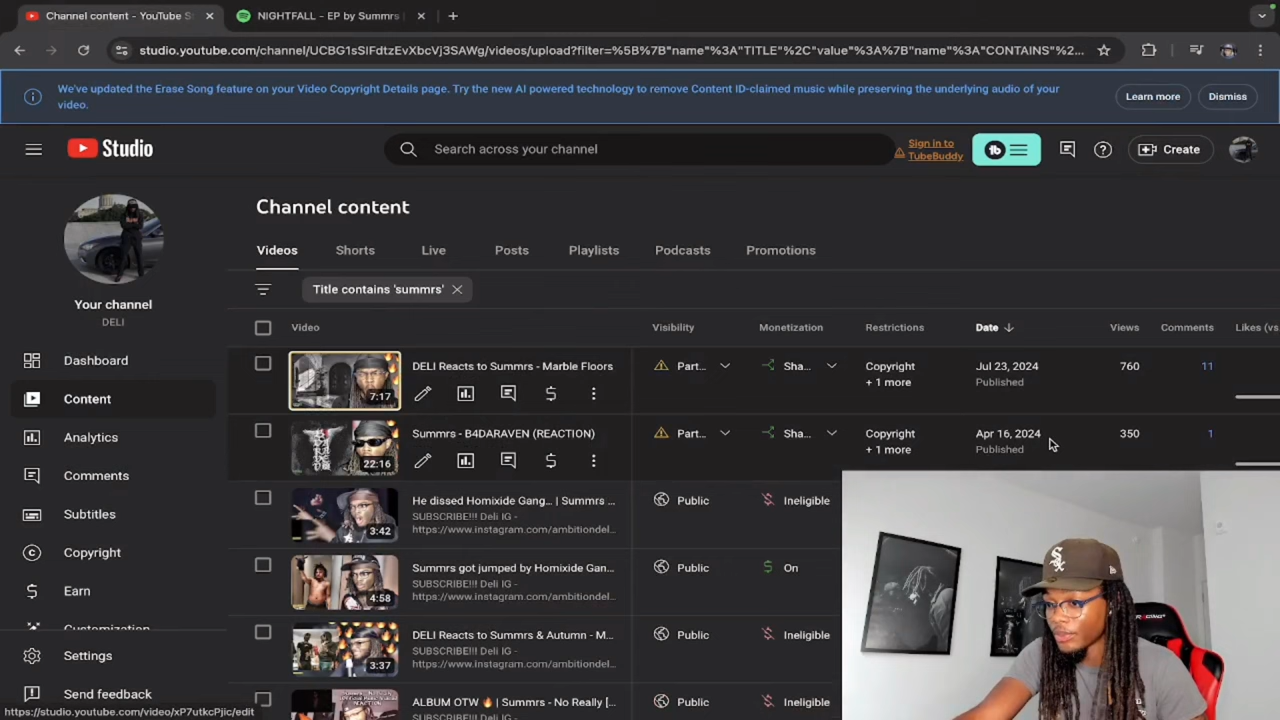 Channel content - YouTube S
NIGHTFALL - EP by Summrs
studio.youtube.com/channel/UCBG1sSIFdtzEvXbcVj3SAWg/videos/upload?filter=%5B%7B"name"%3A"TITLE"%2C"value"%3A%7B"name"%3A"CONTAINS"%2...
We've updated the Erase Song feature on your Video Copyright Details page. Try the new AI powered technology to remove Content ID-claimed music while preserving the underlying audio of your
video.
Learn more
Dismiss
Studio
Search across your channel
Sign in to
TubeBuddy
tb
Create
Channel content
Videos
Shorts
Live
Posts
Playlists
Podcasts
Promotions
Title contains 'summrs'
Your channel
DELI
Dashboard
Content
Analytics
Comments
Subtitles
Copyright
Earn
Customization
Settings
Send feedback
Video
Visibility
Monetization
Restrictions
Date
Views
Comments
Likes (vs
7:17
DELI Reacts to Summrs - Marble Floors
Part...
Sha...
Copyright
+ 1 more
Jul 23, 2024
Published
760
11
22:16
Summrs - B4DARAVEN (REACTION)
Part...
Sha...
Copyright
+ 1 more
Apr 16, 2024
Published
350
1
3:42
He dissed Homixide Gang... | Summrs ...
SUBSCRIBE!!! Deli IG -
https://www.instagram.com/ambitiondel...
Public
Ineligible
4:58
Summrs got jumped by Homixide Gan...
SUBSCRIBE!!! Deli IG -
https://www.instagram.com/ambitiondel...
Public
On
3:37
DELI Reacts to Summrs & Autumn - M...
SUBSCRIBE!!! Deli IG -
https://www.instagram.com/ambitiondel...
Public
Ineligible
ALBUM OTW 🔥 | Summrs - No Really [...
Public
Ineligible
https://studio.youtube.com/video/xP7utkcPjic/edit